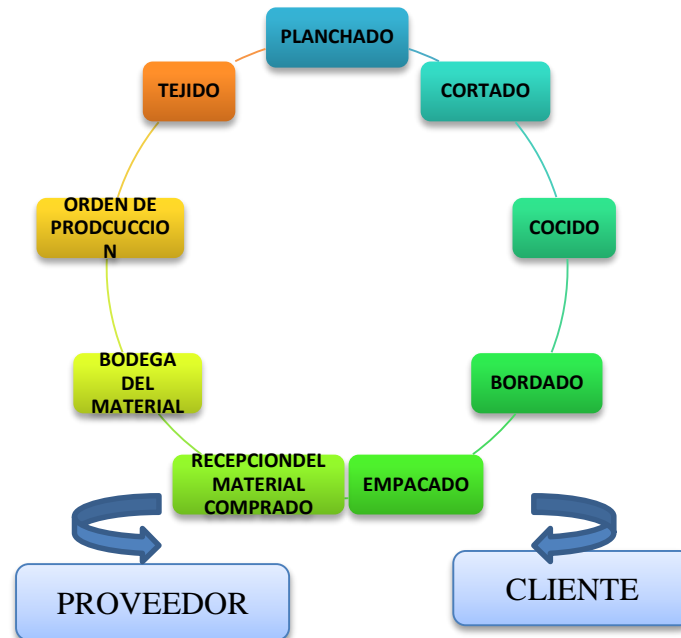 PLANCHADO
TEJIDO
CORTADO
ORDEN DE
PRODCUCCIO
N
COCIDO
BODEGA
DEL
MATERIAL
BORDADO
RECEPCIONDEL
MATERIAL
COMPRADO
EMPACADO
PROVEEDOR
CLIENTE